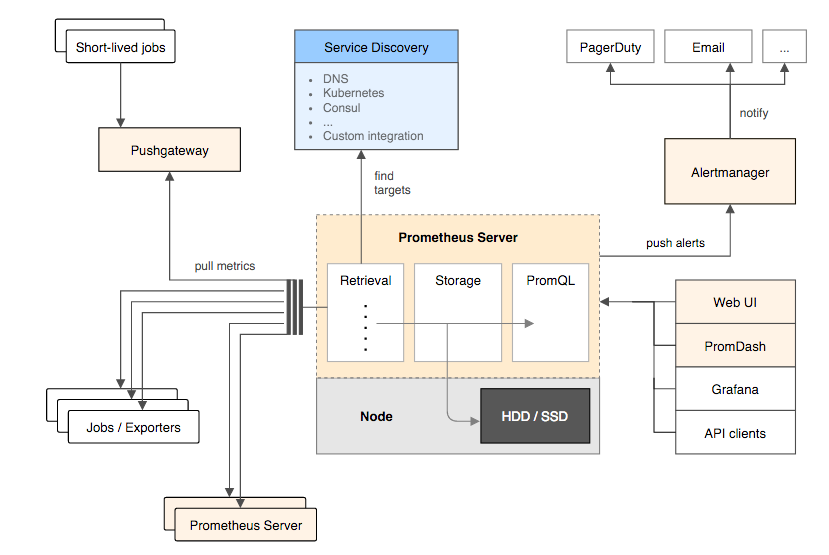 Short-lived jobs
Service Discovery
• DNS
• Kubernetes
• Consul
• ...
• Custom integration
PagerDuty
Email
...
notify
Pushgateway
Alertmanager
find
targets
pull metrics
Prometheus Server
push alerts
Retrieval
Storage
PromQL
Web UI
PromDash
Grafana
API clients
Node
HDD / SSD
Jobs / Exporters
Prometheus Server